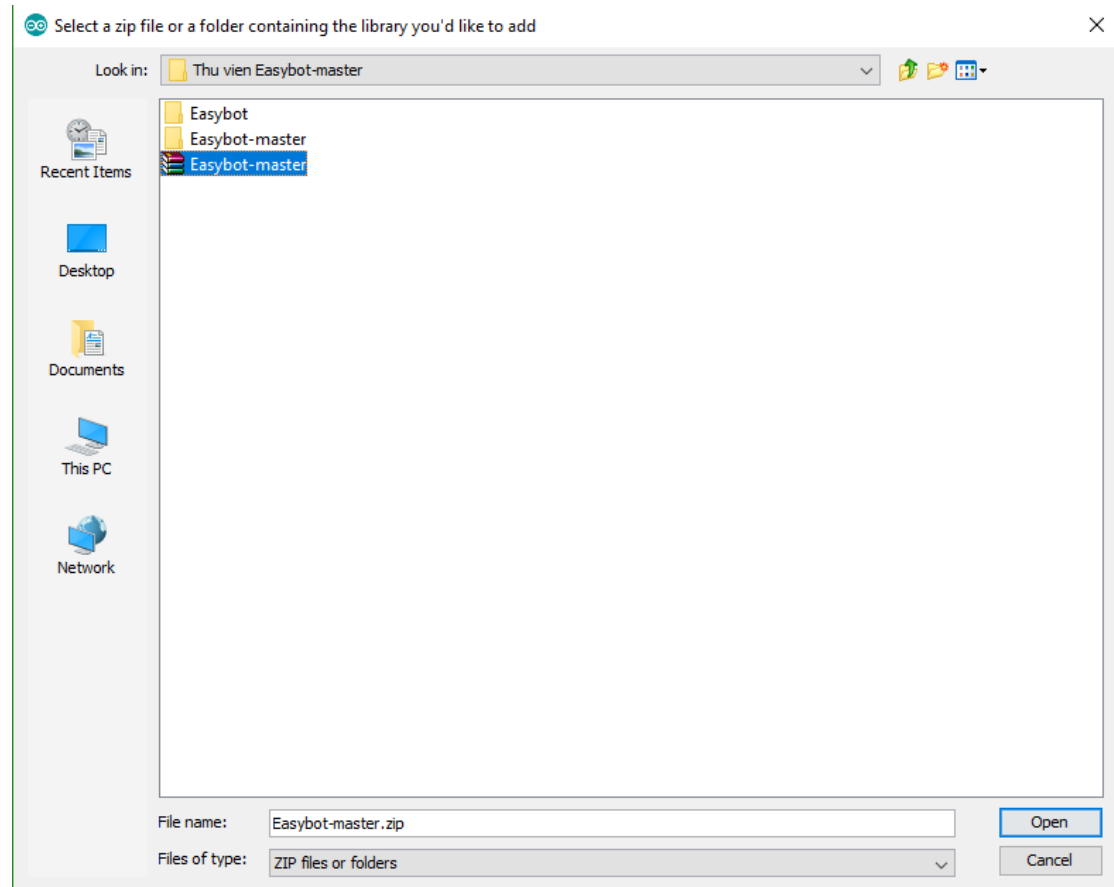 Select a zip file or a folder containing the library you'd like to add
Look in:
Thu vien Easybot-master
Easybot
Easybot-master
Easybot-master
Recent Items
Desktop
Documents
This PC
Network
File name:
Easybot-master.zip
Open
Files of type:
ZIP files or folders
Cancel